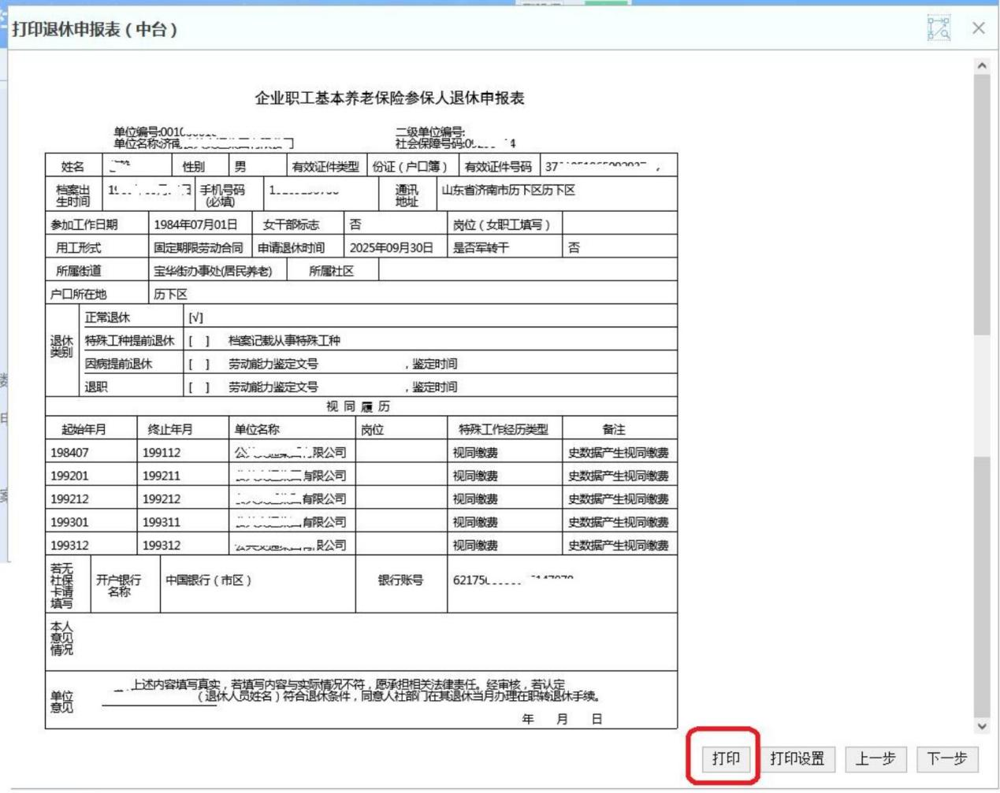 打印退休申报表（中台）
企业职工基本养老保险参保人退休申报表
单位编号:001 二级单位编号:
单位名称:济南 社会保障号码:09 4
姓名 性别 男 有效证件类型 份证（户口簿） 有效证件号码 37
档案出生时间 19 手机号码(必填) 1 通讯地址 山东省济南市历下区历下区
参加工作日期 1984年07月01日 女干部标志 否 岗位（女职工填写）
用工形式 固定期限劳动合同 申请退休时间 2025年09月30日 是否军转干 否
所属街道 宝华街办事处(居民养老) 所属社区
户口所在地 历下区
退休类别 正常退休 [√]
特殊工种提前退休 [ ] 档案记载从事特殊工种
因病提前退休 [ ] 劳动能力鉴定文号 ，鉴定时间
退职 [ ] 劳动能力鉴定文号 ，鉴定时间
视 同 履 历
起始年月 终止年月 单位名称 岗位 特殊工作经历类型 备注
198407 199112 限公司 视同缴费 史数据产生视同缴费
199201 199211 有限公司 视同缴费 史数据产生视同缴费
199212 199212 有限公司 视同缴费 史数据产生视同缴费
199301 199311 有限公司 视同缴费 史数据产生视同缴费
199312 199312 限公司 视同缴费 史数据产生视同缴费
若无社保卡请填写 开户银行名称 中国银行（市区） 银行账号 62175
本人意见情况
单位意见 上述内容填写真实，若填写内容与实际情况不符，愿承担相关法律责任。经审核，若认定
（退休人员姓名）符合退休条件，同意人社部门在其退休当月办理在职转退休手续。
年 月 日
打印 打印设置 上一步 下一步